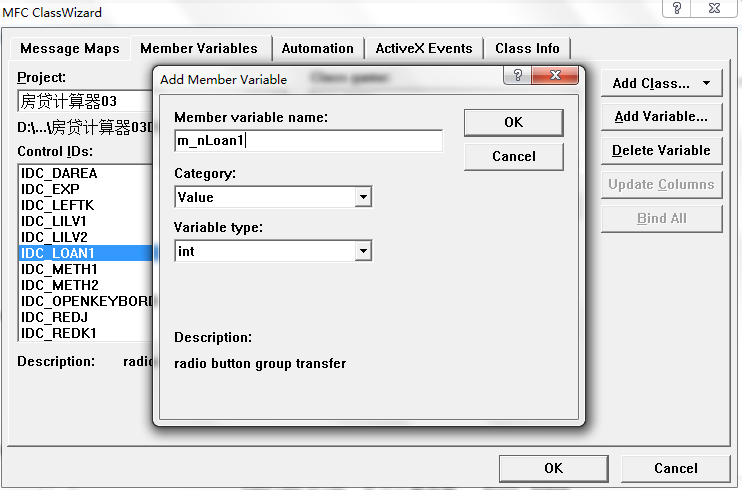 MFC ClassWizard
Message Maps
Member Variables
Automation
ActiveX Events
Class Info
Project:
房贷计算器03
D:\...\房贷计算器03D
Control IDs:
IDC_DAREA
IDC_EXP
IDC_LEFTK
IDC_LILV1
IDC_LILV2
IDC_LOAN1
IDC_METH1
IDC_METH2
IDC_OPENKEYBORD
IDC_REDJ
IDC_REDK1
Description: radio
Add Member Variable
Member variable name:
m_nLoan1
Category:
Value
Variable type:
int
Description:
radio button group transfer
OK
Cancel
Add Class...
Add Variable...
Delete Variable
Update Columns
Bind All
OK
Cancel